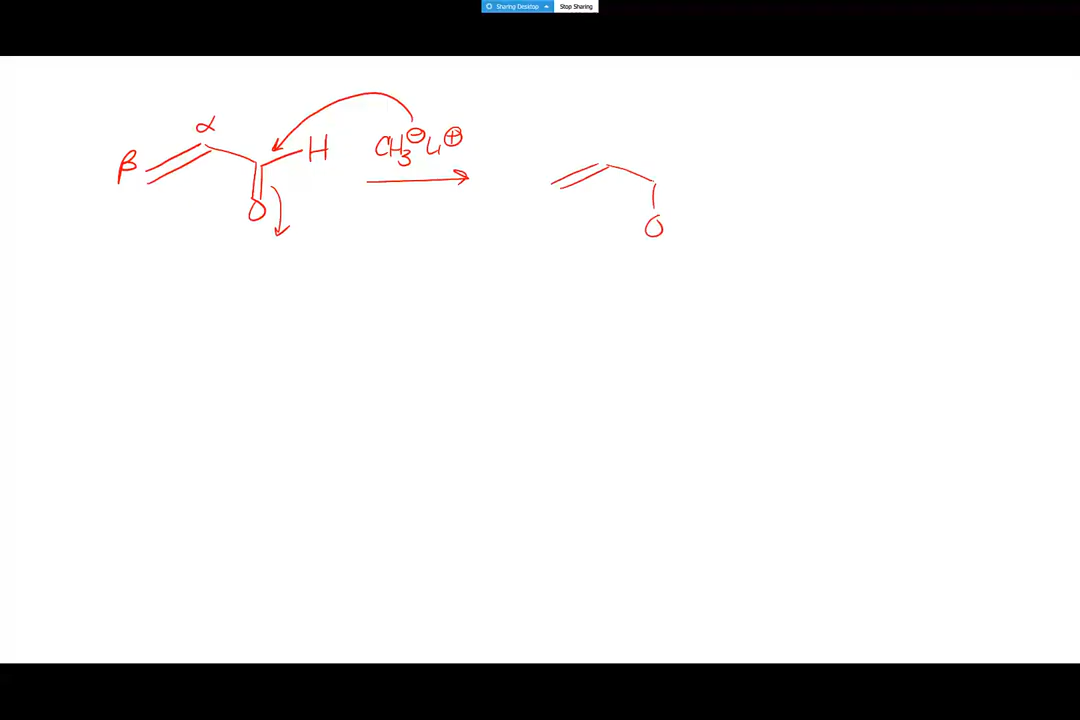 Sharing Desktop Stop Sharing
α
β H CH₃⊖ Li⊕
O O